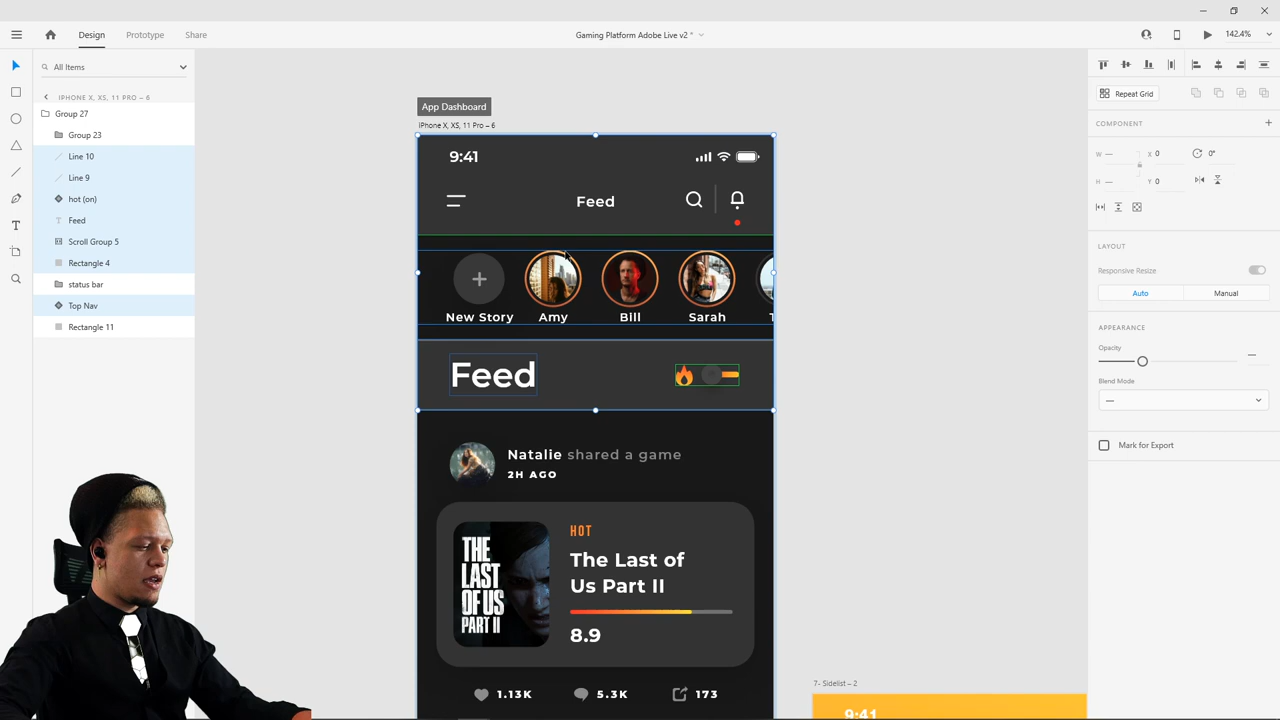 Design
Prototype
Share
Gaming Platform Adobe Live v2 *
142.4%
All Items
IPHONE X, XS, 11 PRO – 6
Group 27
Group 23
Line 10
Line 9
hot (on)
Feed
Scroll Group 5
Rectangle 4
status bar
Top Nav
Rectangle 11
App Dashboard
iPhone X, XS, 11 Pro – 6
9:41
Feed
New Story
Amy
Bill
Sarah
Feed
Natalie shared a game
2H AGO
THE
LAST
OF US
PART II
HOT
The Last of
Us Part II
8.9
1.13K
5.3K
173
7- Sidelist – 2
9:41
Repeat Grid
COMPONENT
W —
X 0
0°
H —
Y 0
LAYOUT
Responsive Resize
Auto
Manual
APPEARANCE
Opacity
—
Blend Mode
—
Mark for Export